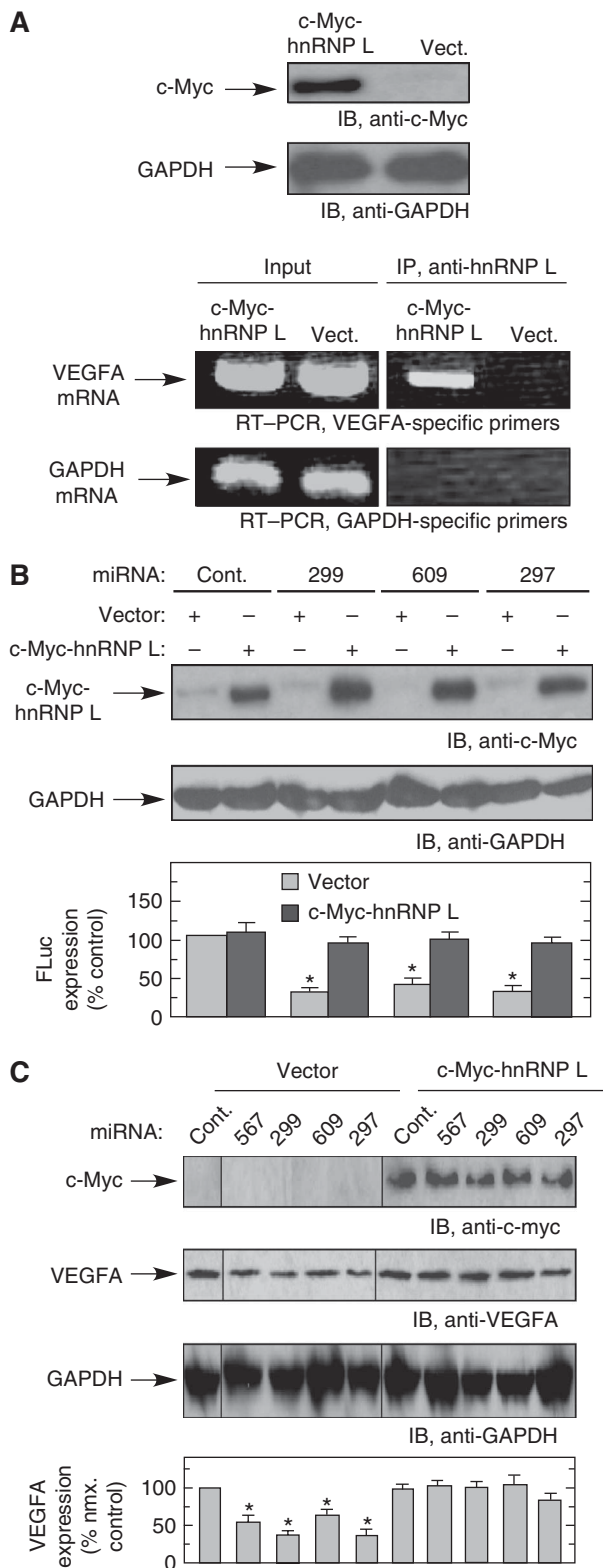 A
c-Myc-
hnRNP L
Vect.
c-Myc
IB, anti-c-Myc
GAPDH
IB, anti-GAPDH
Input
IP, anti-hnRNP L
c-Myc-
hnRNP L
Vect.
c-Myc-
hnRNP L
Vect.
VEGFA
mRNA
RT–PCR, VEGFA-specific primers
GAPDH
mRNA
RT–PCR, GAPDH-specific primers
B
miRNA: Cont. 299 609 297
Vector: + – + – + – + –
c-Myc-hnRNP L: – + – + – + – +
c-Myc-
hnRNP L
IB, anti-c-Myc
GAPDH
IB, anti-GAPDH
FLuc
expression
(% control)
150
100
50
0
Vector
c-Myc-hnRNP L
* * *
C
Vector c-Myc-hnRNP L
miRNA: Cont. 567 299 609 297 Cont. 567 299 609 297
c-Myc
IB, anti-c-myc
VEGFA
IB, anti-VEGFA
GAPDH
IB, anti-GAPDH
VEGFA
expression
(% nmx.
control)
100
50
0
* * * *